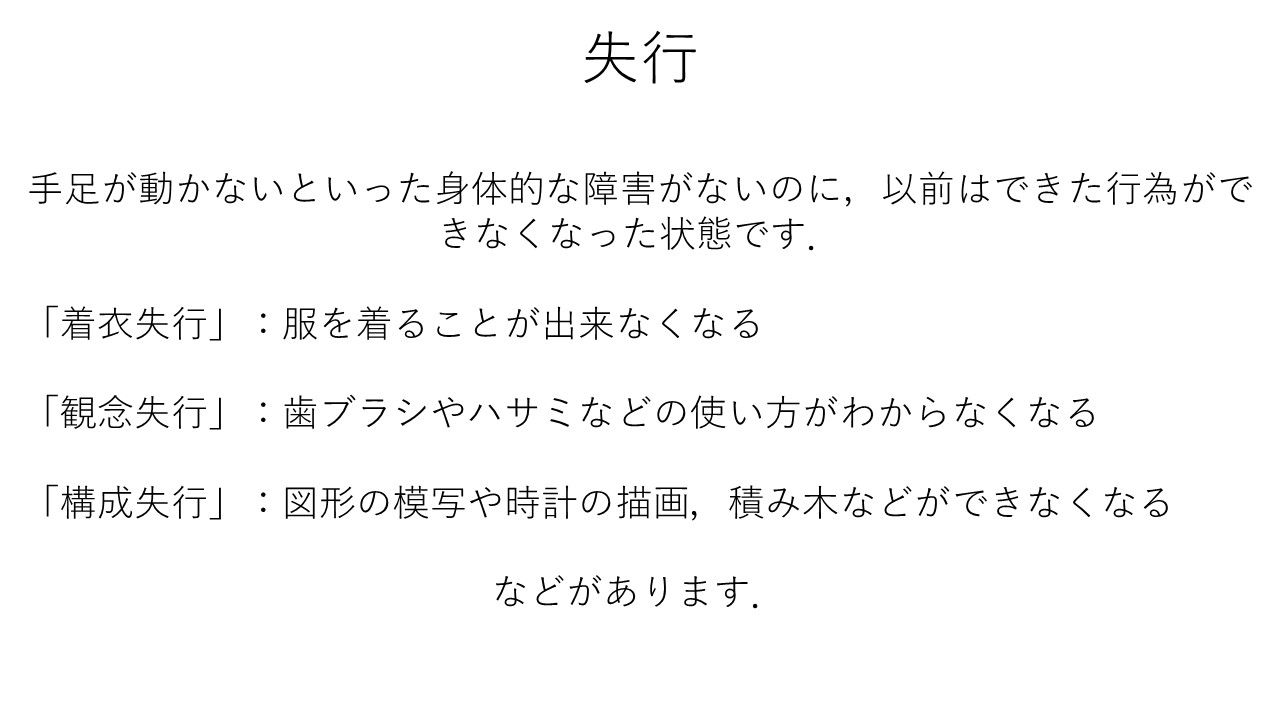 失行
手足が動かないといった身体的な障害がないのに，以前はできた行為がで
きなくなった状態です．
「着衣失行」：服を着ることが出来なくなる
「観念失行」：歯ブラシやハサミなどの使い方がわからなくなる
「構成失行」：図形の模写や時計の描画，積み木などができなくなる
などがあります．